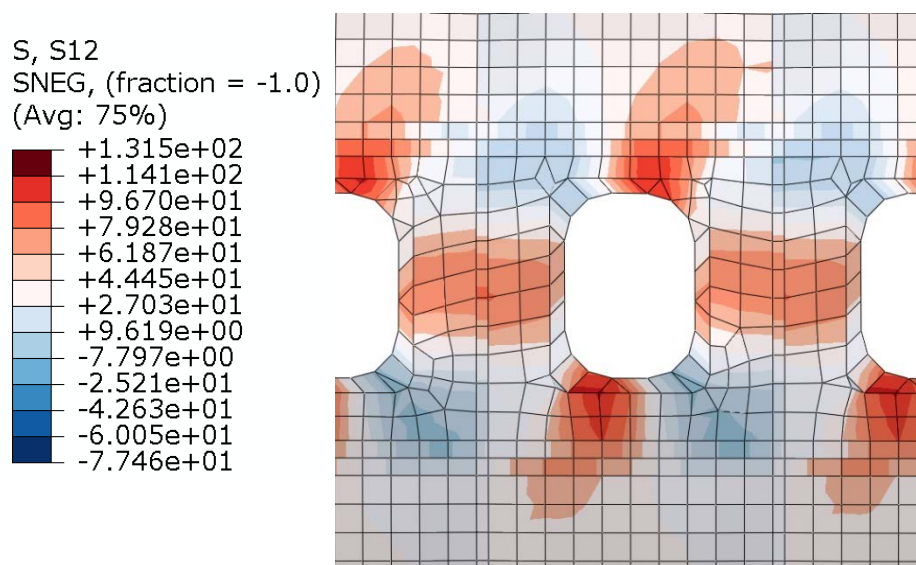 S, S12
SNEG, (fraction = -1.0)
(Avg: 75%)
+1.315e+02
+1.141e+02
+9.670e+01
+7.928e+01
+6.187e+01
+4.445e+01
+2.703e+01
+9.619e+00
-7.797e+00
-2.521e+01
-4.263e+01
-6.005e+01
-7.746e+01